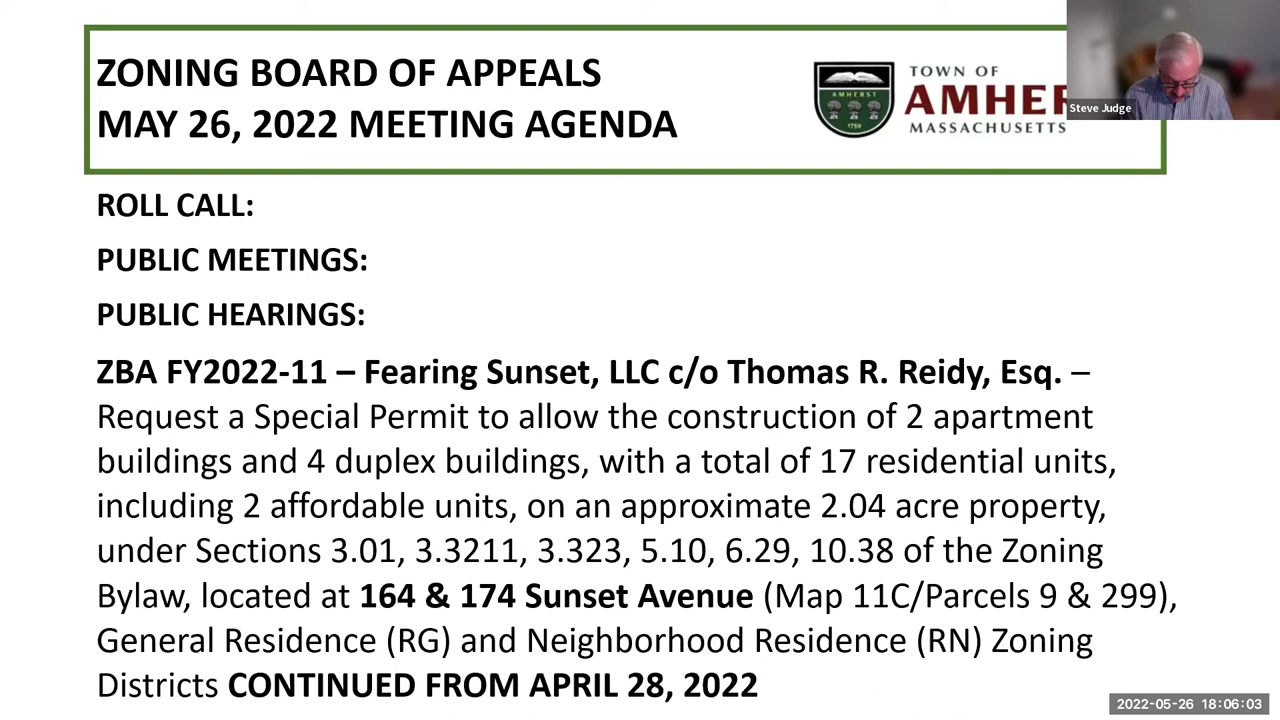 ZONING BOARD OF APPEALS
MAY 26, 2022 MEETING AGENDA
AMHERST
1759
TOWN OF
AMHER
MASSACHUSETTS
Steve Judge
ROLL CALL:
PUBLIC MEETINGS:
PUBLIC HEARINGS:
ZBA FY2022-11 – Fearing Sunset, LLC c/o Thomas R. Reidy, Esq. –
Request a Special Permit to allow the construction of 2 apartment
buildings and 4 duplex buildings, with a total of 17 residential units,
including 2 affordable units, on an approximate 2.04 acre property,
under Sections 3.01, 3.3211, 3.323, 5.10, 6.29, 10.38 of the Zoning
Bylaw, located at 164 & 174 Sunset Avenue (Map 11C/Parcels 9 & 299),
General Residence (RG) and Neighborhood Residence (RN) Zoning
Districts CONTINUED FROM APRIL 28, 2022
2022-05-26 18:06:03